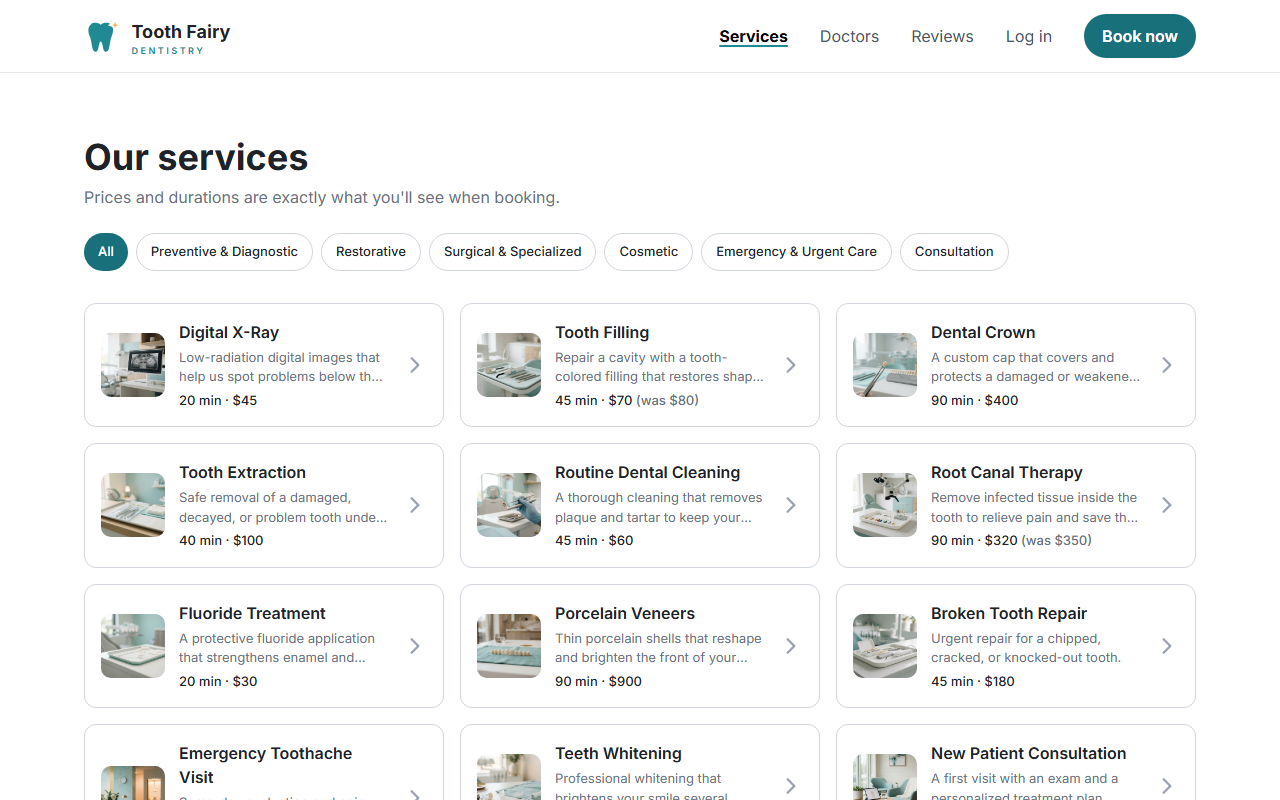 Tooth Fairy
DENTISTRY
Services
Doctors
Reviews
Log in
Book now
Our services
Prices and durations are exactly what you'll see when booking.
All
Preventive & Diagnostic
Restorative
Surgical & Specialized
Cosmetic
Emergency & Urgent Care
Consultation
Digital X-Ray
Low-radiation digital images that
help us spot problems below th...
20 min · $45
Tooth Filling
Repair a cavity with a tooth-
colored filling that restores shap...
45 min · $70 (was $80)
Dental Crown
A custom cap that covers and
protects a damaged or weakene...
90 min · $400
Tooth Extraction
Safe removal of a damaged,
decayed, or problem tooth unde...
40 min · $100
Routine Dental Cleaning
A thorough cleaning that removes
plaque and tartar to keep your...
45 min · $60
Root Canal Therapy
Remove infected tissue inside the
tooth to relieve pain and save th...
90 min · $320 (was $350)
Fluoride Treatment
A protective fluoride application
that strengthens enamel and...
20 min · $30
Porcelain Veneers
Thin porcelain shells that reshape
and brighten the front of your...
90 min · $900
Broken Tooth Repair
Urgent repair for a chipped,
cracked, or knocked-out tooth.
45 min · $180
Emergency Toothache
Visit
Teeth Whitening
Professional whitening that
brightens your smile several
New Patient Consultation
A first visit with an exam and a
personalized treatment plan